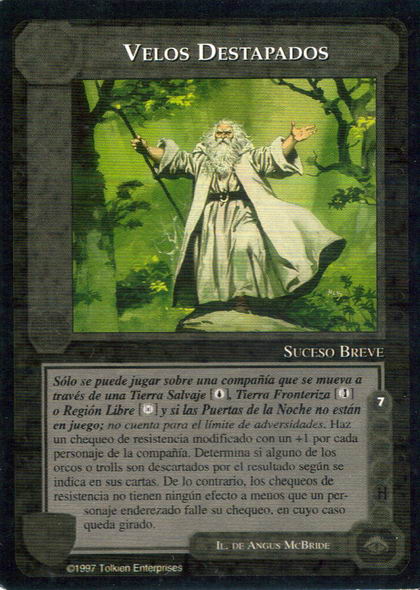 VELOS DESTAPADOS
SUCESO BREVE
Sólo se puede jugar sobre una compañía que se mueva a
través de una Tierra Salvaje [ ], Tierra Fronteriza [ ]
o Región Libre [ ] y si las Puertas de la Noche no están
en juego; no cuenta para el límite de adversidades. Haz
un chequeo de resistencia modificado con un +1 por cada
personaje de la compañía. Determina si alguno de los
orcos o trolls son descartados por el resultado según se
indica en sus cartas. De lo contrario, los chequeos de
resistencia no tienen ningún efecto a menos que un per-
sonaje enderezado falle su chequeo, en cuyo caso
queda girado.
7
H
IL. DE ANGUS MCBRIDE
©1997 Tolkien Enterprises